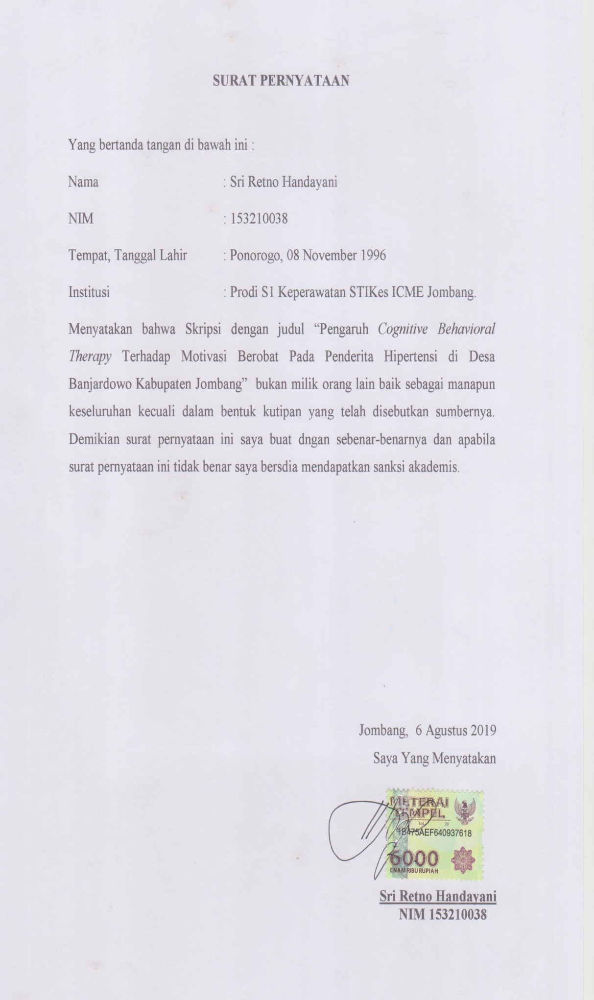 SURAT PERNYATAAN
Yang bertanda tangan di bawah ini :
Nama : Sri Retno Handayani
NIM : 153210038
Tempat, Tanggal Lahir : Ponorogo, 08 November 1996
Institusi : Prodi S1 Keperawatan STIKes ICME Jombang.
Menyatakan bahwa Skripsi dengan judul “Pengaruh Cognitive Behavioral
Therapy Terhadap Motivasi Berobat Pada Penderita Hipertensi di Desa
Banjardowo Kabupaten Jombang” bukan milik orang lain baik sebagai manapun
keseluruhan kecuali dalam bentuk kutipan yang telah disebutkan sumbernya.
Demikian surat pernyataan ini saya buat dngan sebenar-benarnya dan apabila
surat pernyataan ini tidak benar saya bersdia mendapatkan sanksi akademis.
Jombang, 6 Agustus 2019
Saya Yang Menyatakan
METERAI
TEMPEL
TGL 20
1B475AEF640937618
6000
ENAM RIBU RUPIAH
Sri Retno Handayani
NIM 153210038